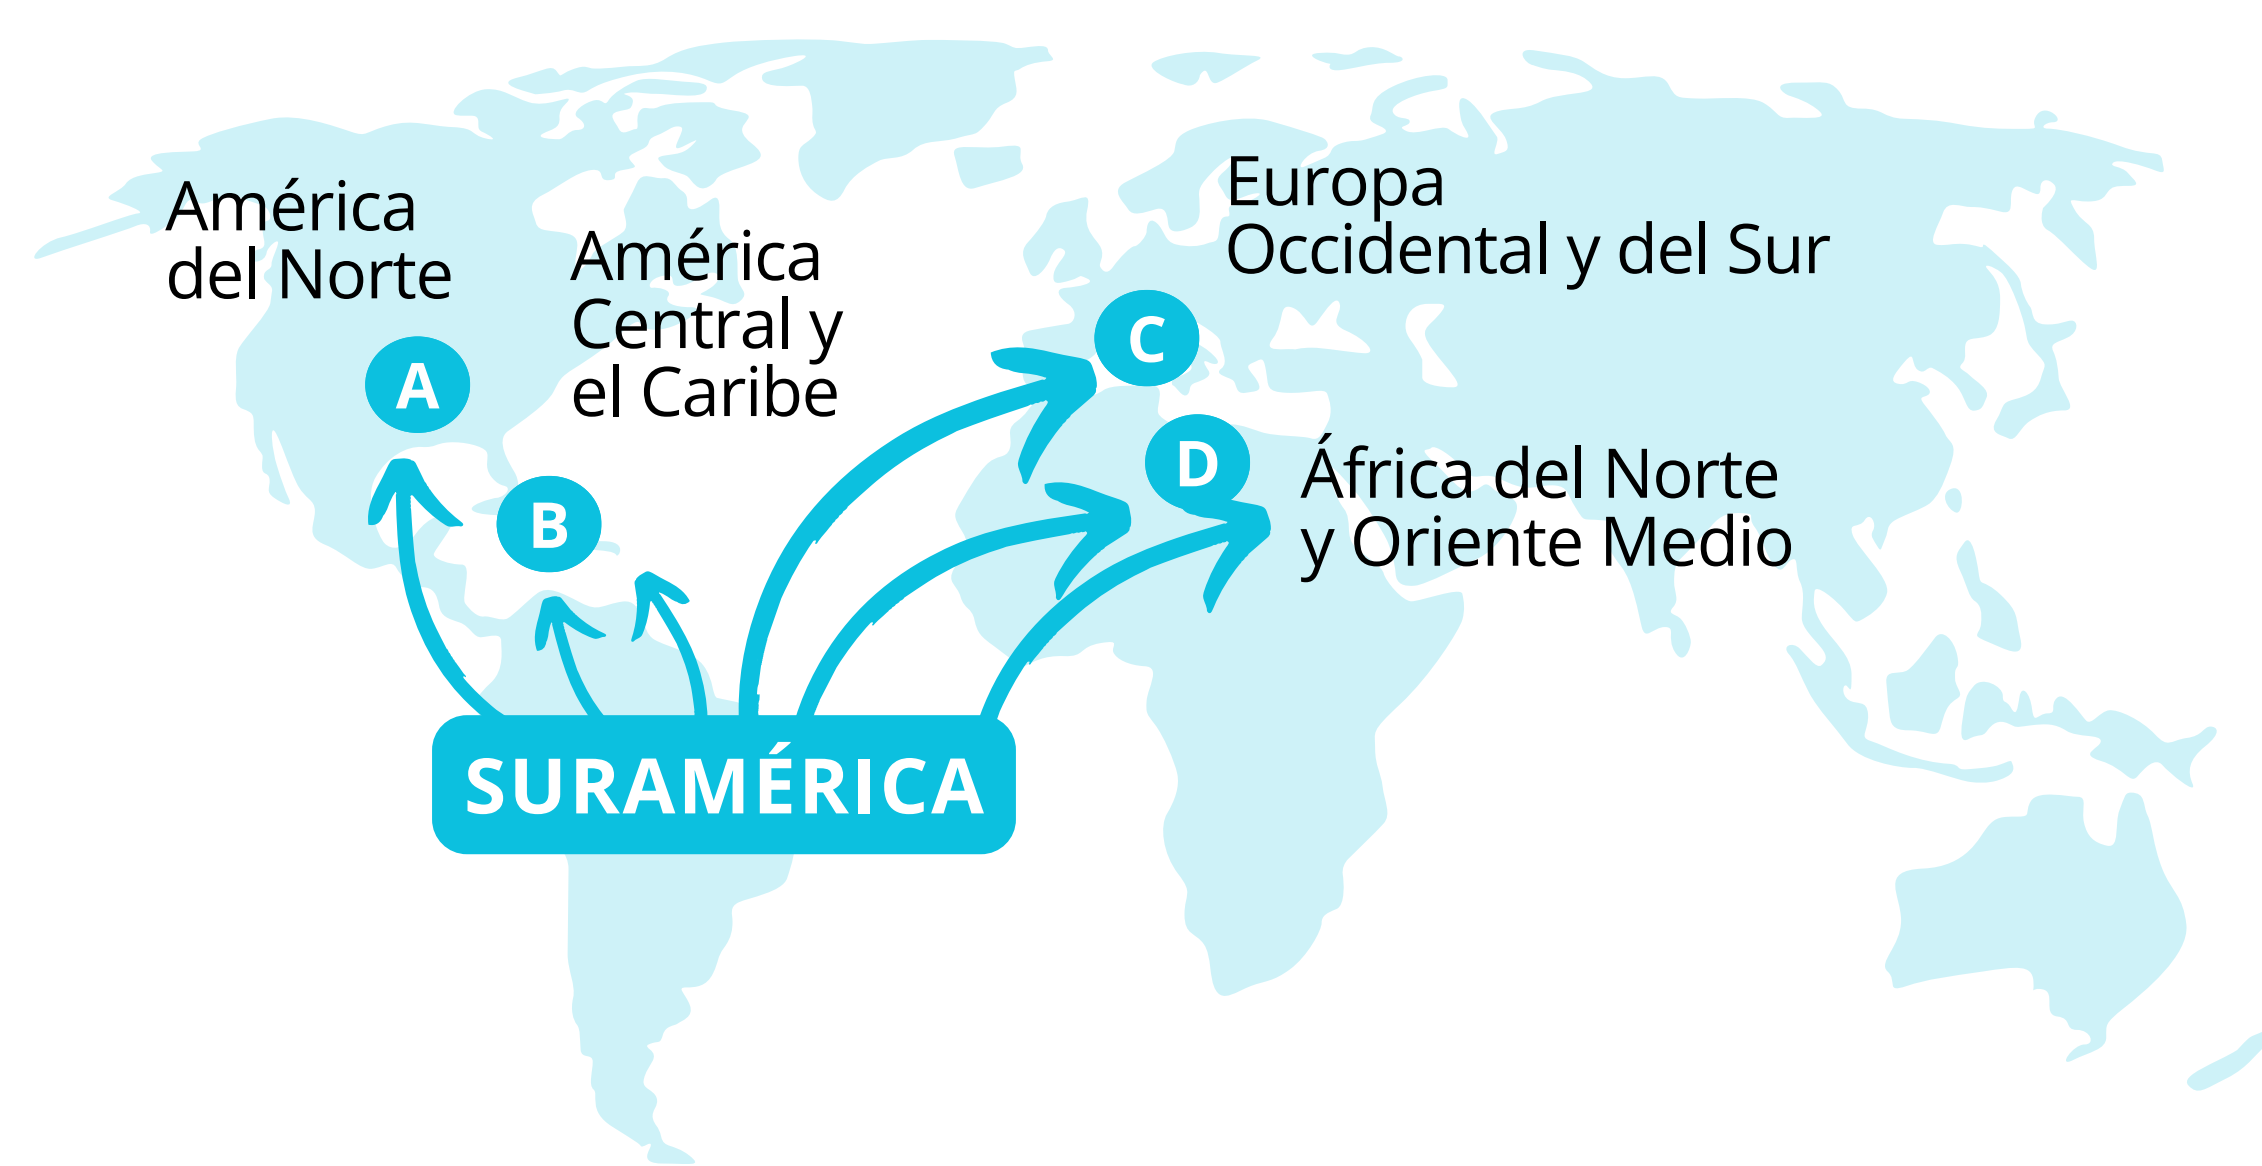 América
del Norte
América
Central y
el Caribe
Europa
Occidental y del Sur
África del Norte
y Oriente Medio
A
B
C
D
SURAMÉRICA